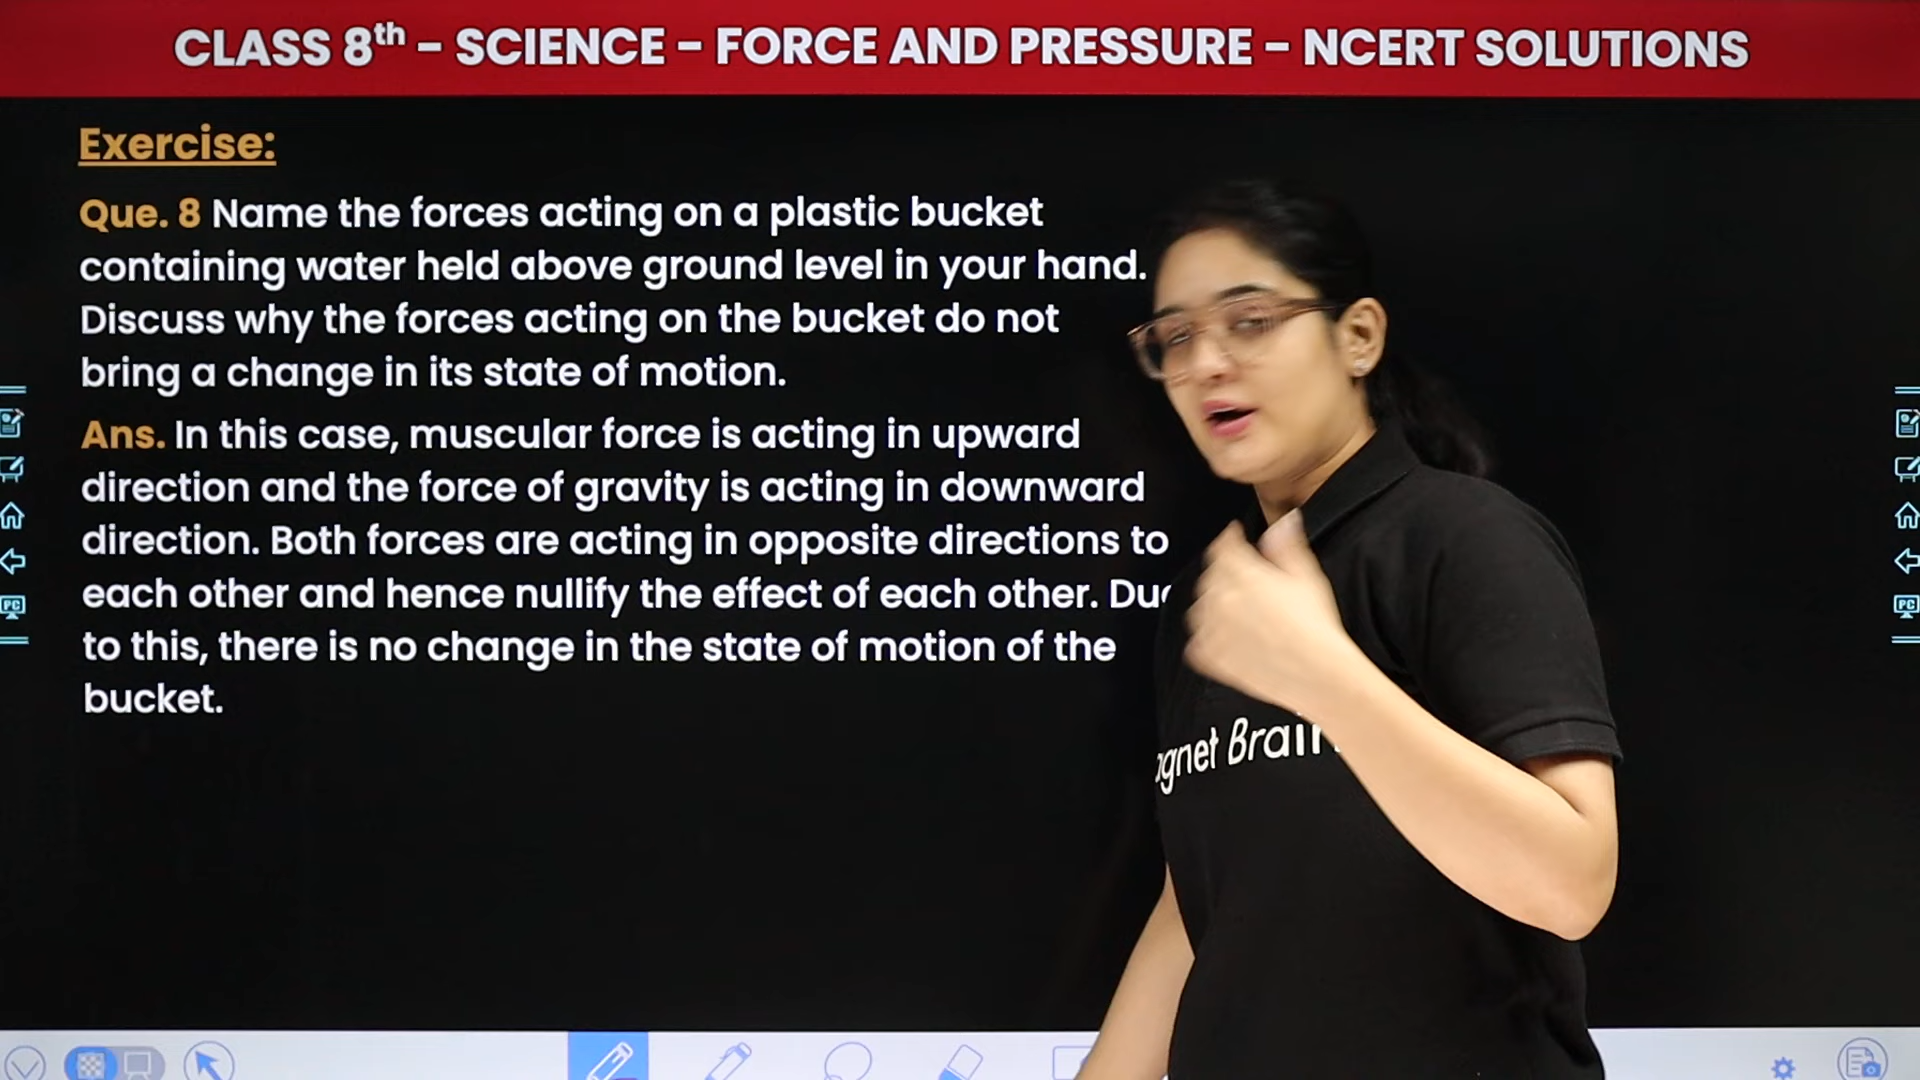 CLASS 8th – SCIENCE – FORCE AND PRESSURE – NCERT SOLUTIONS
Exercise:
Que. 8 Name the forces acting on a plastic bucket
containing water held above ground level in your hand.
Discuss why the forces acting on the bucket do not
bring a change in its state of motion.
Ans. In this case, muscular force is acting in upward
direction and the force of gravity is acting in downward
direction. Both forces are acting in opposite directions to
each other and hence nullify the effect of each other.
to this, there is no change in the state of motion of the
bucket.
PC
PC